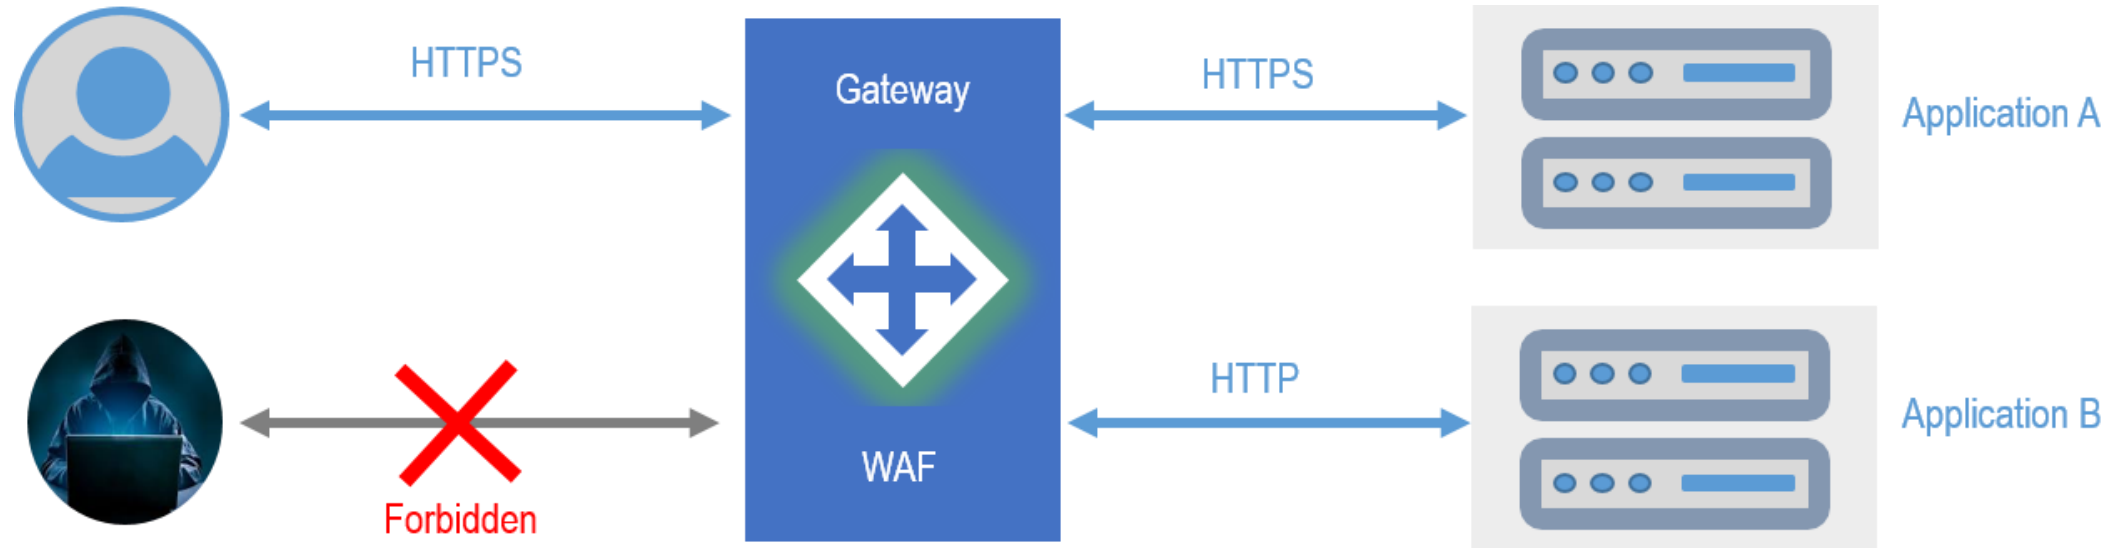 HTTPS
Gateway
HTTPS
Application A
Forbidden
WAF
HTTP
Application B